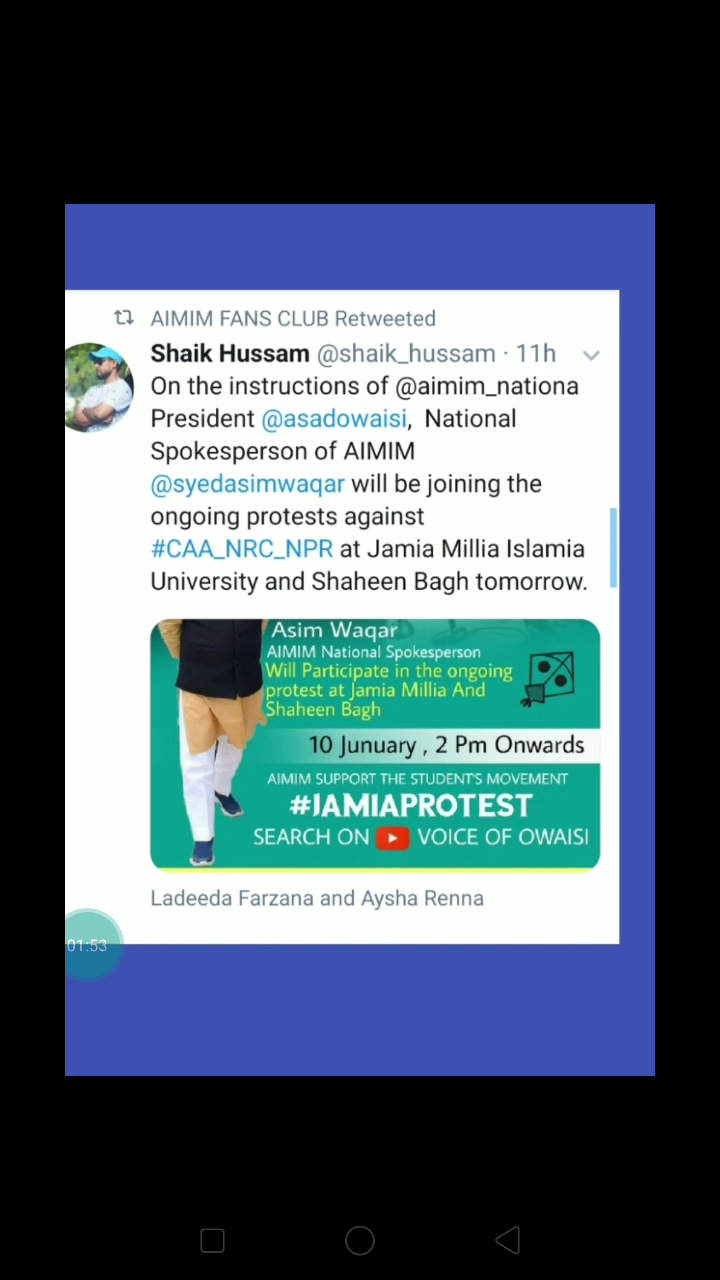 AIMIM FANS CLUB Retweeted
Shaik Hussam @shaik_hussam · 11h
On the instructions of @aimim_nationa
President @asadowaisi, National
Spokesperson of AIMIM
@syedasimwaqar will be joining the
ongoing protests against
#CAA_NRC_NPR at Jamia Millia Islamia
University and Shaheen Bagh tomorrow.
Asim Waqar
AIMIM National Spokesperson
Will Participate in the ongoing
protest at Jamia Millia And
Shaheen Bagh
10 Junuary , 2 Pm Onwards
AIMIM SUPPORT THE STUDENT'S MOVEMENT
#JAMIAPROTEST
SEARCH ON VOICE OF OWAISI
Ladeeda Farzana and Aysha Renna
01:53